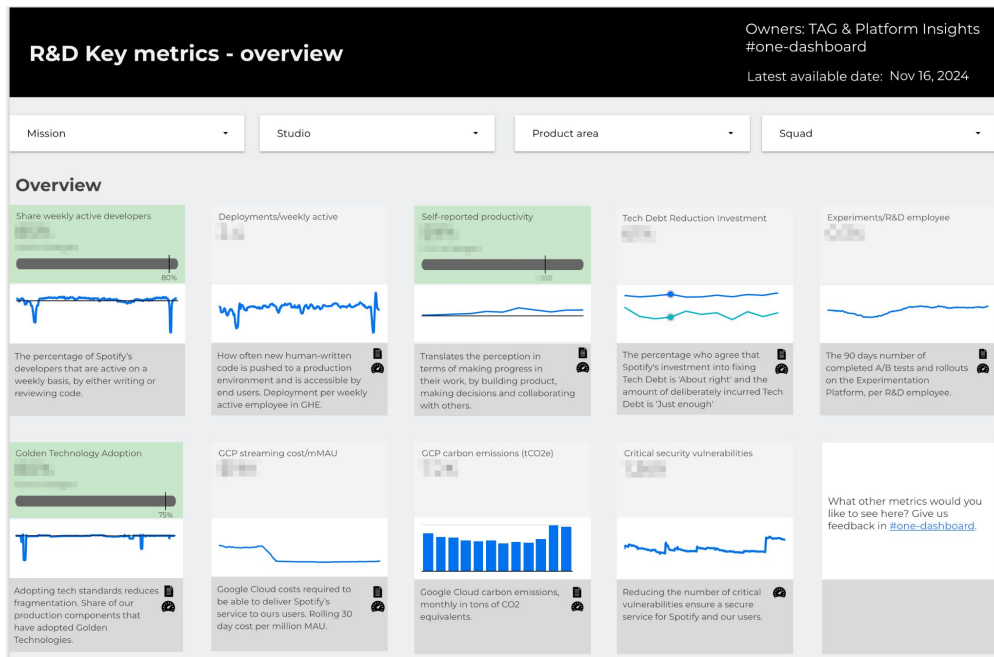 R&D Key metrics - overview
Owners: TAG & Platform Insights
#one-dashboard
Latest available date: Nov 16, 2024
Mission
Studio
Product area
Squad
Overview
Share weekly active developers
80%
The percentage of Spotify's
developers that are active on a
weekly basis, by either writing or
reviewing code.
Deployments/weekly active
How often new human-written
code is pushed to a production
environment and is accessible by
end users. Deployment per weekly
active employee in GHE.
Self-reported productivity
Translates the perception in
terms of making progress in
their work, by building product,
making decisions and collaborating
with others.
Tech Debt Reduction Investment
The percentage who agree that
Spotify's investment into fixing
Tech Debt is 'About right' and the
amount of deliberately incurred Tech
Debt is 'Just enough'
Experiments/R&D employee
The 90 days number of
completed A/B tests and rollouts
on the Experimentation
Platform, per R&D employee.
Golden Technology Adoption
75%
Adopting tech standards reduces
fragmentation. Share of our
production components that
have adopted Golden
Technologies.
GCP streaming cost/mMAU
Google Cloud costs required to
be able to deliver Spotify's
service to ours users. Rolling 30
day cost per million MAU.
GCP carbon emissions (tCO2e)
Google Cloud carbon emissions,
monthly in tons of CO2
equivalents.
Critical security vulnerabilities
Reducing the number of critical
vulnerabilities ensure a secure
service for Spotify and our users.
What other metrics would you
like to see here? Give us
feedback in #one-dashboard.